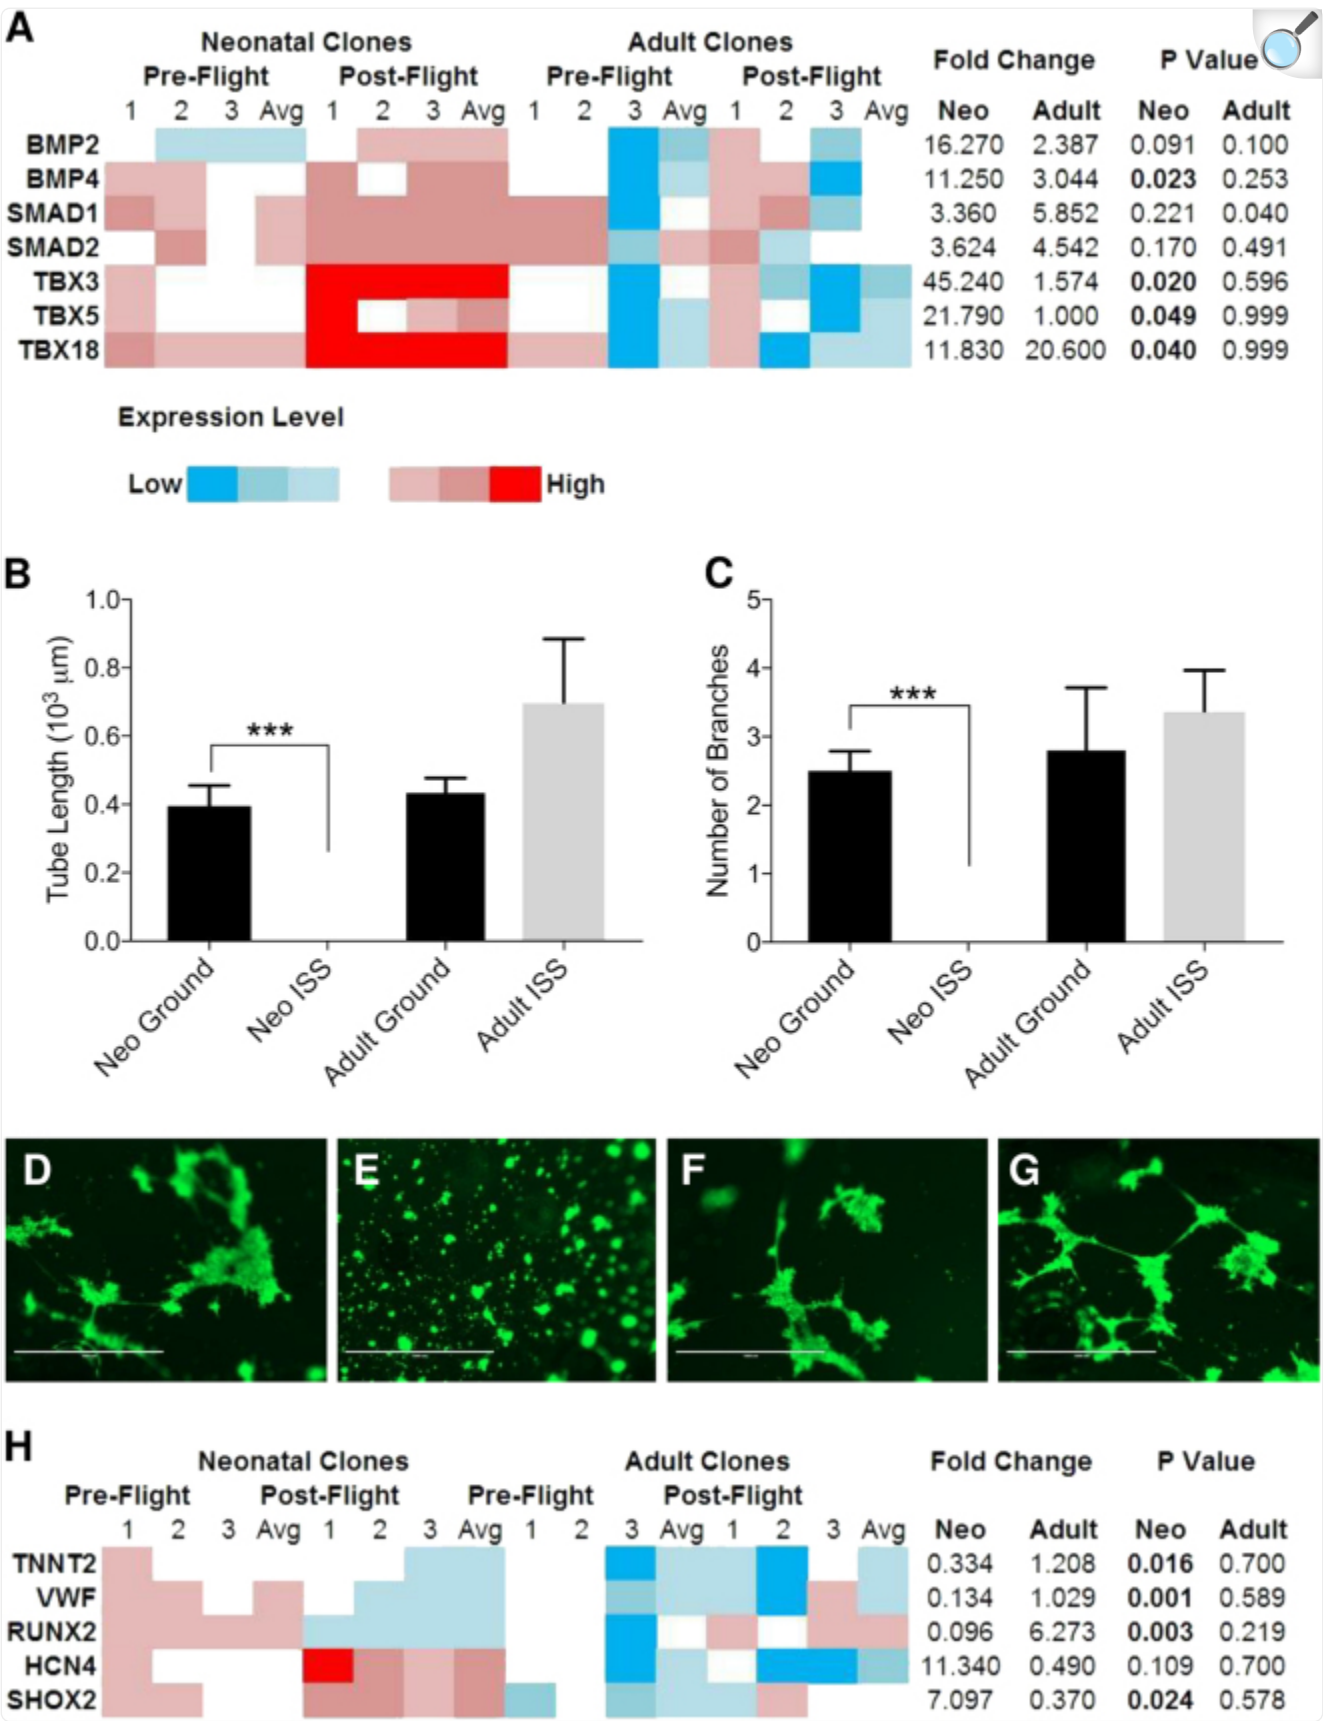 A
Neonatal Clones Adult Clones
Fold Change P Value
Pre-Flight Post-Flight Pre-Flight Post-Flight
1 2 3 Avg 1 2 3 Avg 1 2 3 Avg 1 2 3 Avg Neo Adult Neo Adult
BMP2 16.270 2.387 0.091 0.100
BMP4 11.250 3.044 0.023 0.253
SMAD1 3.360 5.852 0.221 0.040
SMAD2 3.624 4.542 0.170 0.491
TBX3 45.240 1.574 0.020 0.596
TBX5 21.790 1.000 0.049 0.999
TBX18 11.830 20.600 0.040 0.999
Expression Level
Low High
B
Tube Length (10³ μm)
1.0
0.8
0.6
0.4
0.2
0.0
***
Neo Ground
Neo ISS
Adult Ground
Adult ISS
C
Number of Branches
5
4
3
2
1
0
***
Neo Ground
Neo ISS
Adult Ground
Adult ISS
D E F G
H
Neonatal Clones Adult Clones Fold Change P Value
Pre-Flight Post-Flight Pre-Flight Post-Flight
1 2 3 Avg 1 2 3 Avg 1 2 3 Avg 1 2 3 Avg Neo Adult Neo Adult
TNNT2 0.334 1.208 0.016 0.700
VWF 0.134 1.029 0.001 0.589
RUNX2 0.096 6.273 0.003 0.219
HCN4 11.340 0.490 0.109 0.700
SHOX2 7.097 0.370 0.024 0.578